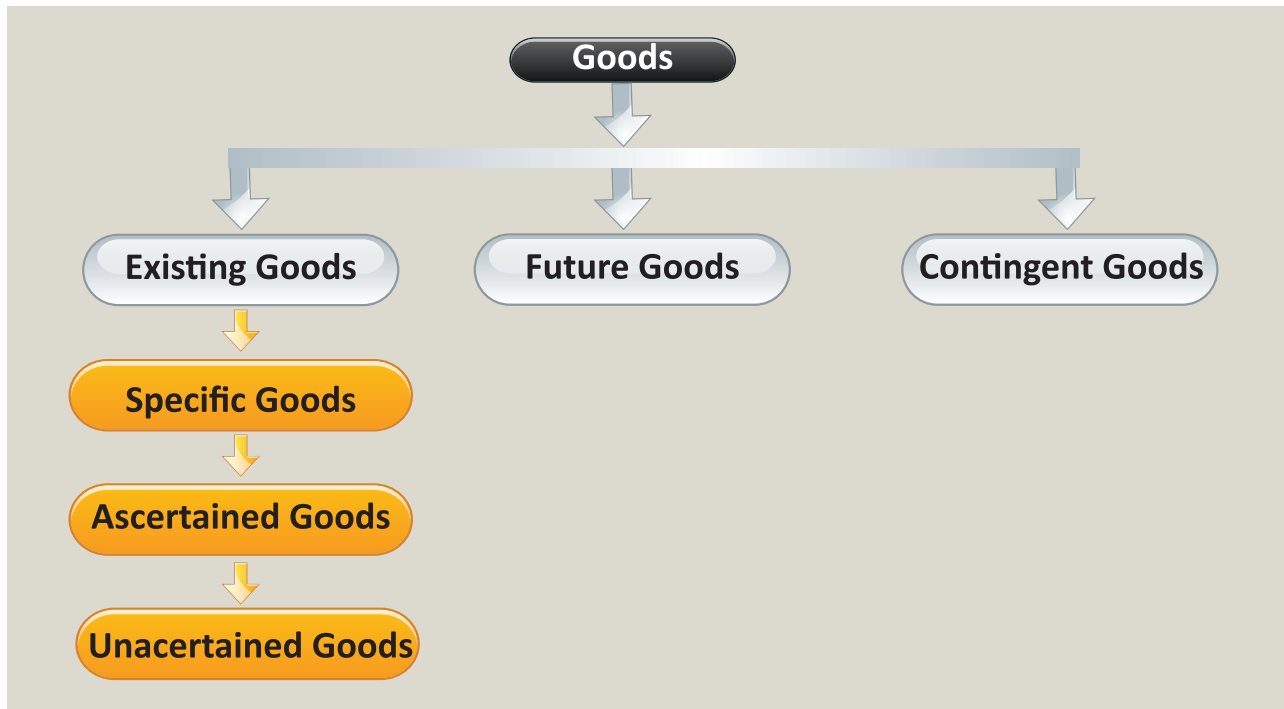 Goods
Existing Goods
Future Goods
Contingent Goods
Specific Goods
Ascertained Goods
Unacertained Goods